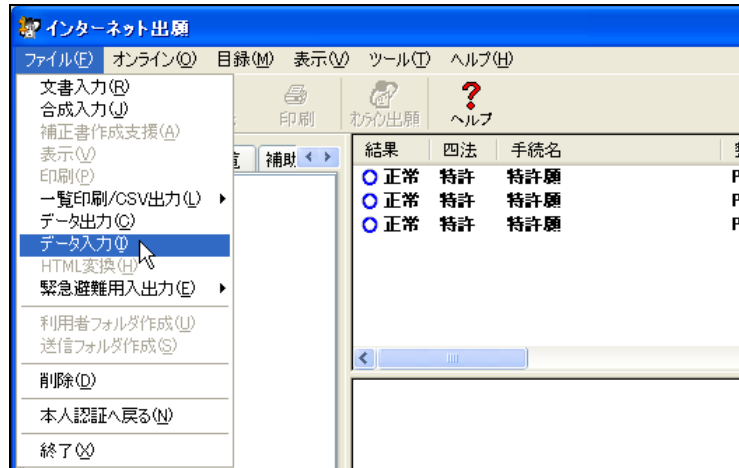 インターネット出願
ファイル(F) オンライン(O) 目録(M) 表示(V) ツール(T) ヘルプ(H)
印刷 オンライン出願 ヘルプ
補助
文書入力(R)
合成入力(J)
補正書作成支援(A)
表示(V)
印刷(P)
一覧印刷/CSV出力(L)
データ出力(C)
データ入力(I)
HTML変換(H)
緊急避難用入出力(E)
利用者フォルダ作成(U)
送信フォルダ作成(S)
削除(D)
本人認証へ戻る(N)
終了(X)
結果 四法 手続名
正常 特許 特許願 P
正常 特許 特許願 P
正常 特許 特許願 P